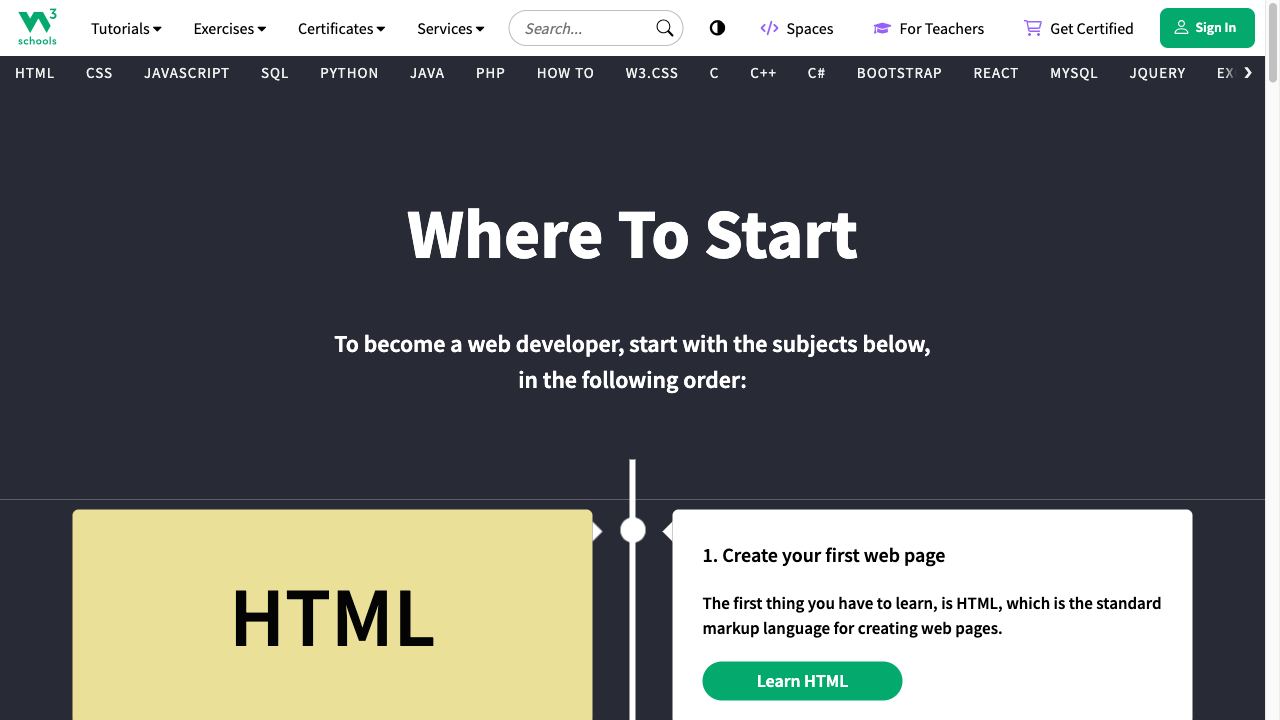 W3 schools
Tutorials Exercises Certificates Services Search... Spaces For Teachers Get Certified Sign In
HTML CSS JAVASCRIPT SQL PYTHON JAVA PHP HOW TO W3.CSS C C++ C# BOOTSTRAP REACT MYSQL JQUERY
Where To Start
To become a web developer, start with the subjects below,
in the following order:
HTML
1. Create your first web page
The first thing you have to learn, is HTML, which is the standard
markup language for creating web pages.
Learn HTML